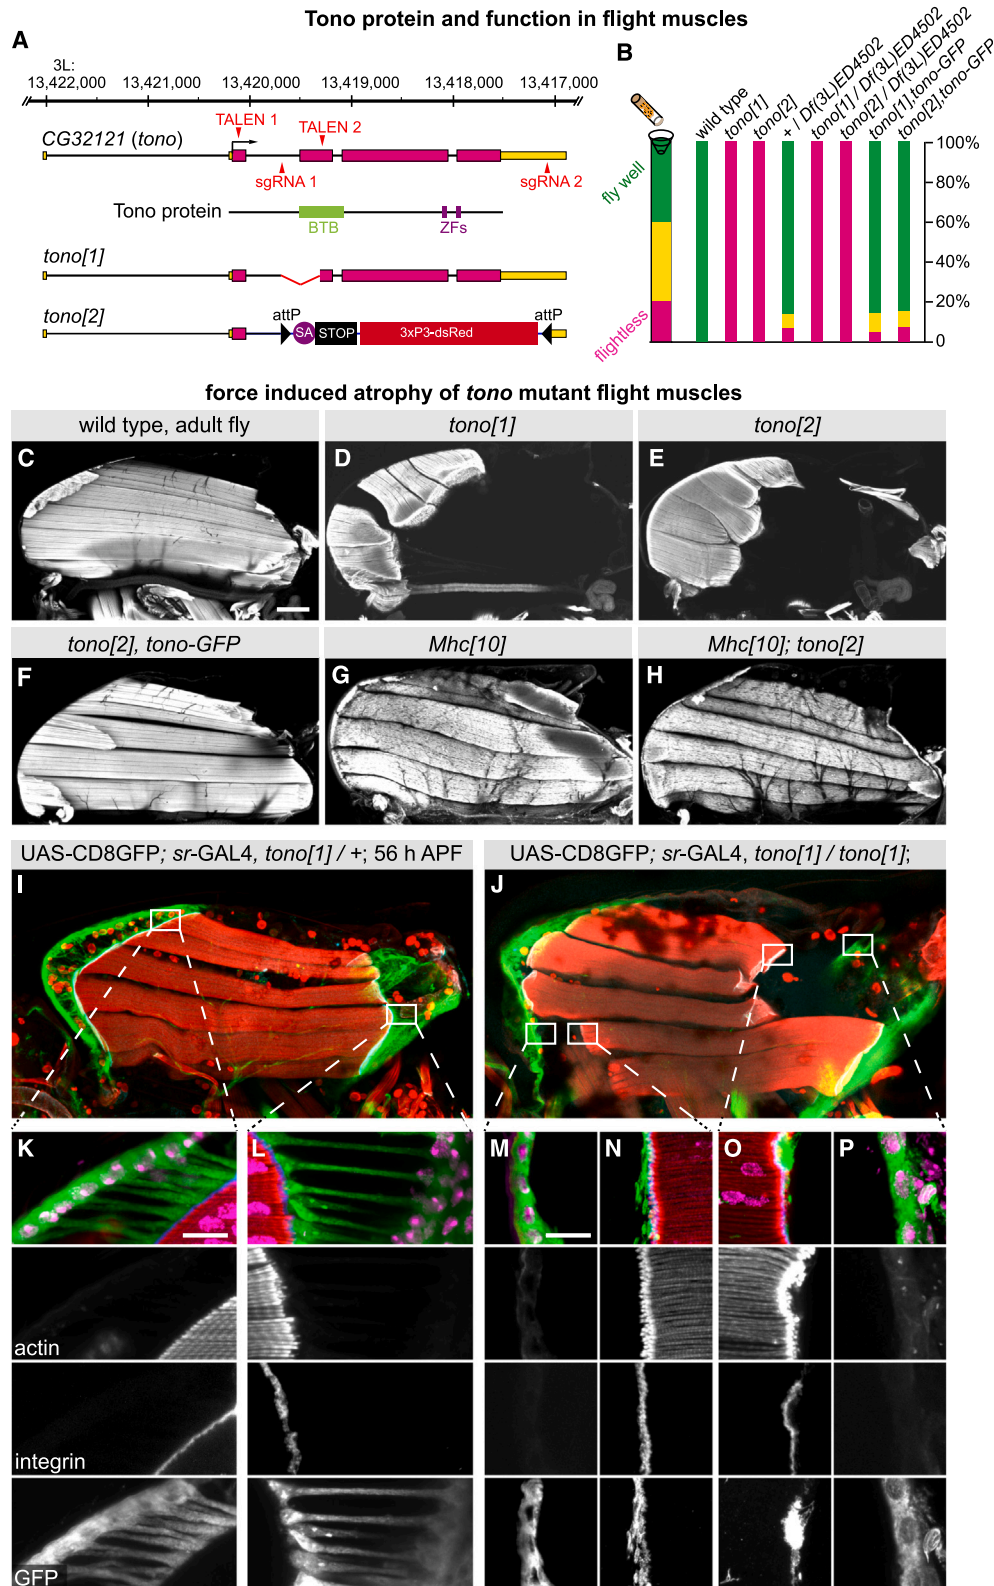 Tono protein and function in flight muscles
A
3L:
13,422,000 13,421,000 13,420,000 13,419,000 13,418,000 13,417,000
TALEN 1
TALEN 2
CG32121 (tono)
sgRNA 1
sgRNA 2
Tono protein
BTB
ZFs
tono[1]
tono[2]
attP
SA
STOP
3xP3-dsRed
attP
B
wild type
tono[1]
tono[2]
+ / Df(3L)ED4502
tono[1] / Df(3L)ED4502
tono[2] / Df(3L)ED4502
tono[1],tono-GFP
tono[2],tono-GFP
fly well
flightless
100%
80%
60%
40%
20%
0
force induced atrophy of tono mutant flight muscles
wild type, adult fly
tono[1]
tono[2]
C
D
E
tono[2], tono-GFP
Mhc[10]
Mhc[10]; tono[2]
F
G
H
UAS-CD8GFP; sr-GAL4, tono[1] / +; 56 h APF
UAS-CD8GFP; sr-GAL4, tono[1] / tono[1];
I
J
K
L
M
N
O
P
actin
integrin
GFP